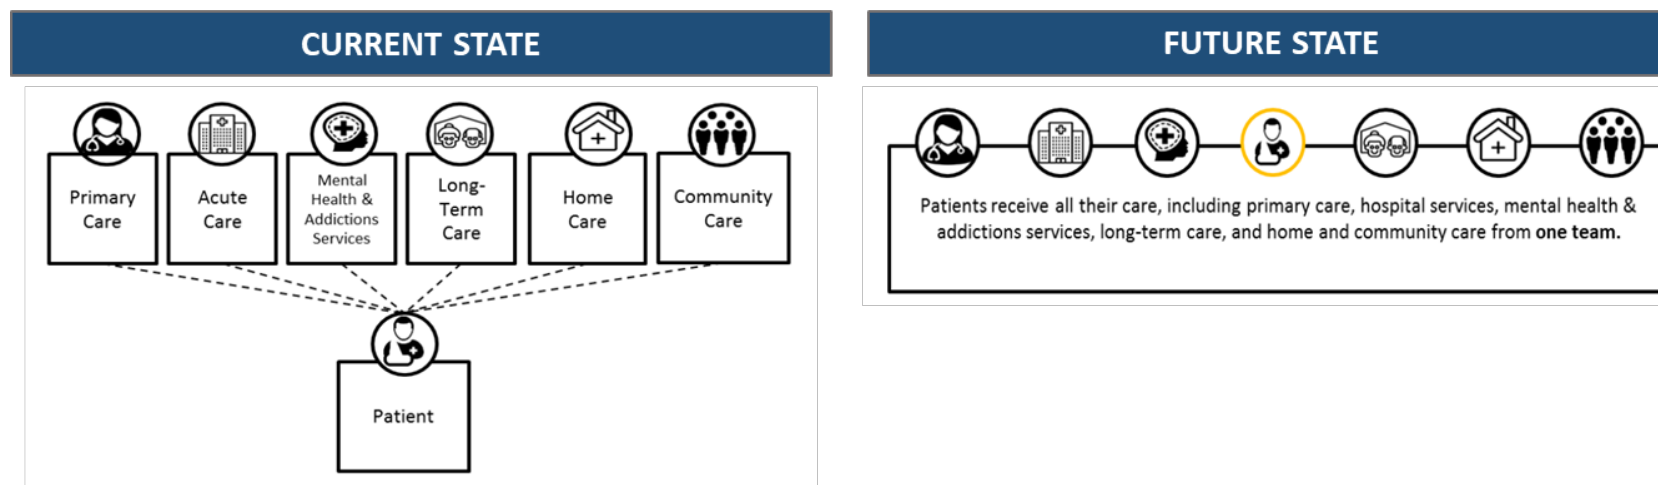 CURRENT STATE
Primary
Care
Acute
Care
Mental
Health &
Addictions
Services
Long-
Term
Care
Home
Care
Community
Care
Patient
FUTURE STATE
Patients receive all their care, including primary care, hospital services, mental health &
addictions services, long-term care, and home and community care from one team.